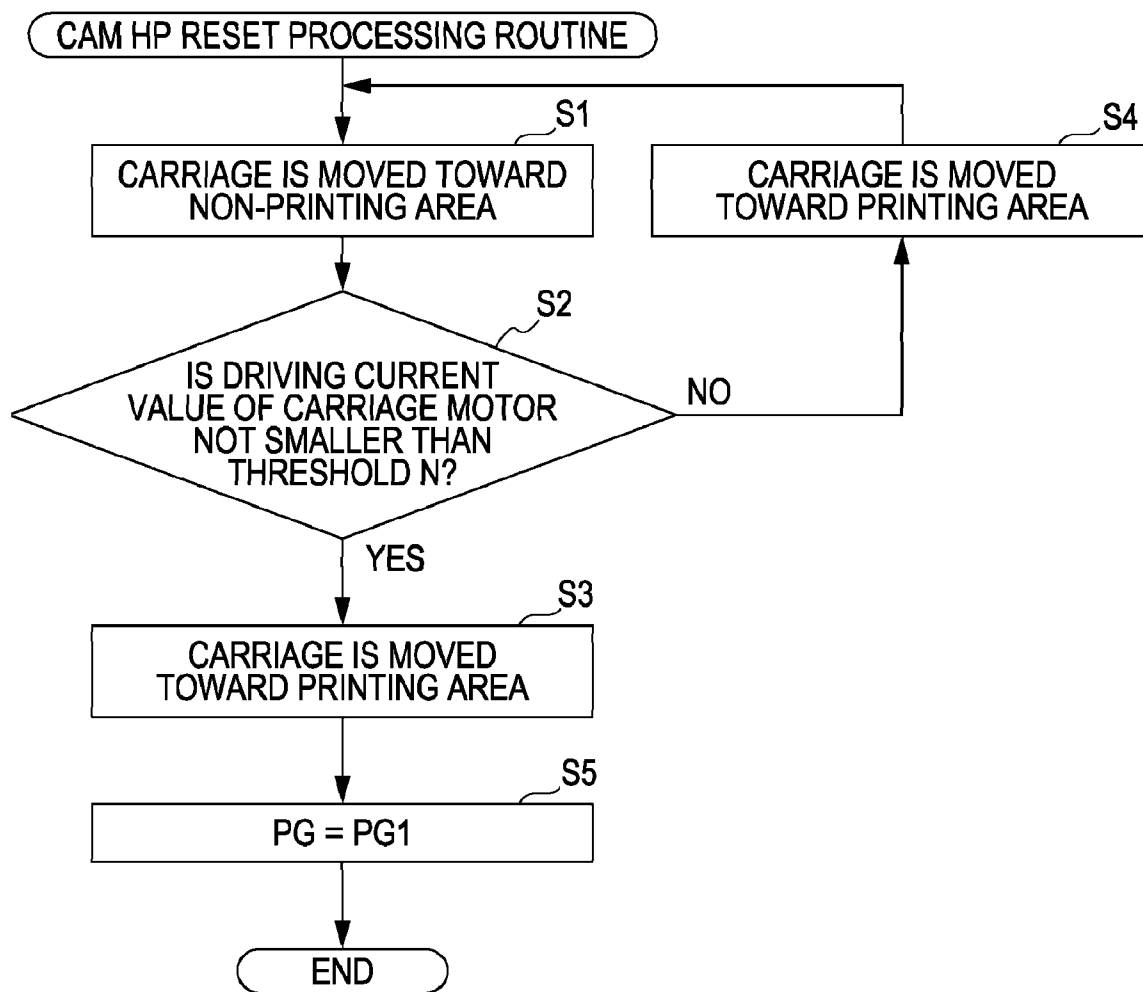 CAM HP RESET PROCESSING ROUTINE
S1
CARRIAGE IS MOVED TOWARD
NON-PRINTING AREA
S4
CARRIAGE IS MOVED
TOWARD PRINTING AREA
S2
IS DRIVING CURRENT
VALUE OF CARRIAGE MOTOR
NOT SMALLER THAN
THRESHOLD N?
NO
YES
S3
CARRIAGE IS MOVED
TOWARD PRINTING AREA
S5
PG = PG1
END